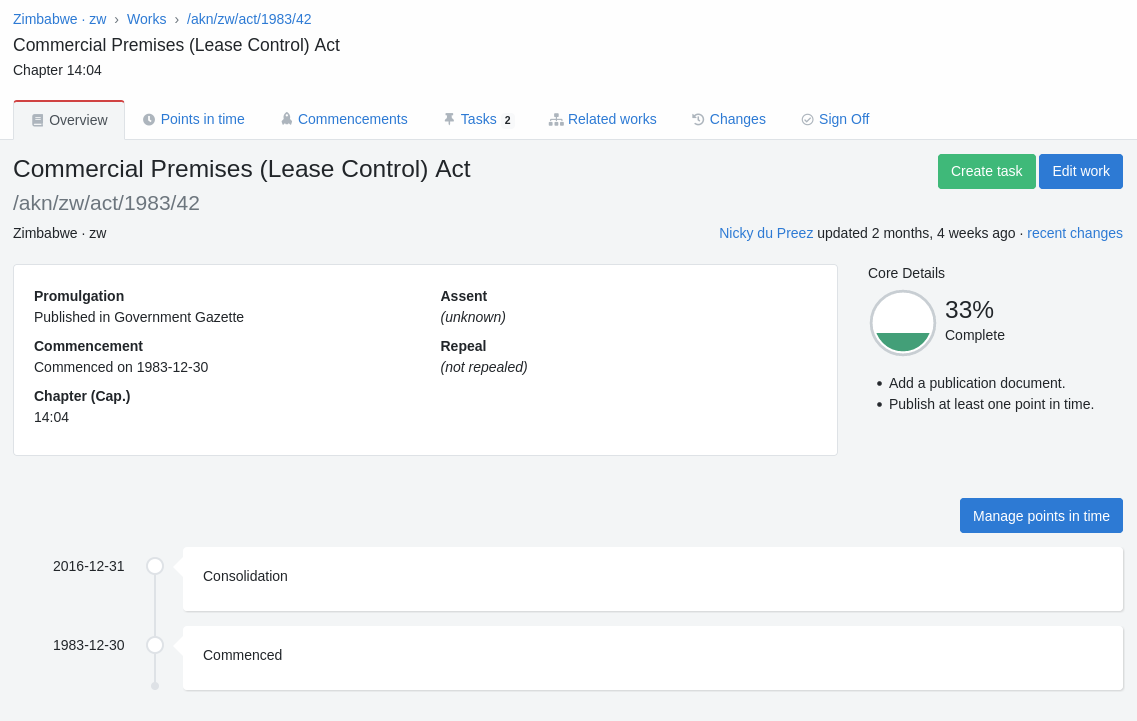 Zimbabwe · zw › Works › /akn/zw/act/1983/42
Commercial Premises (Lease Control) Act
Chapter 14:04
Overview Points in time Commencements Tasks 2 Related works Changes Sign Off
Commercial Premises (Lease Control) Act
Create task Edit work
/akn/zw/act/1983/42
Zimbabwe · zw
Nicky du Preez updated 2 months, 4 weeks ago · recent changes
Promulgation
Published in Government Gazette
Commencement
Commenced on 1983-12-30
Chapter (Cap.)
14:04
Assent
(unknown)
Repeal
(not repealed)
Core Details
33%
Complete
• Add a publication document.
• Publish at least one point in time.
Manage points in time
2016-12-31
Consolidation
1983-12-30
Commenced